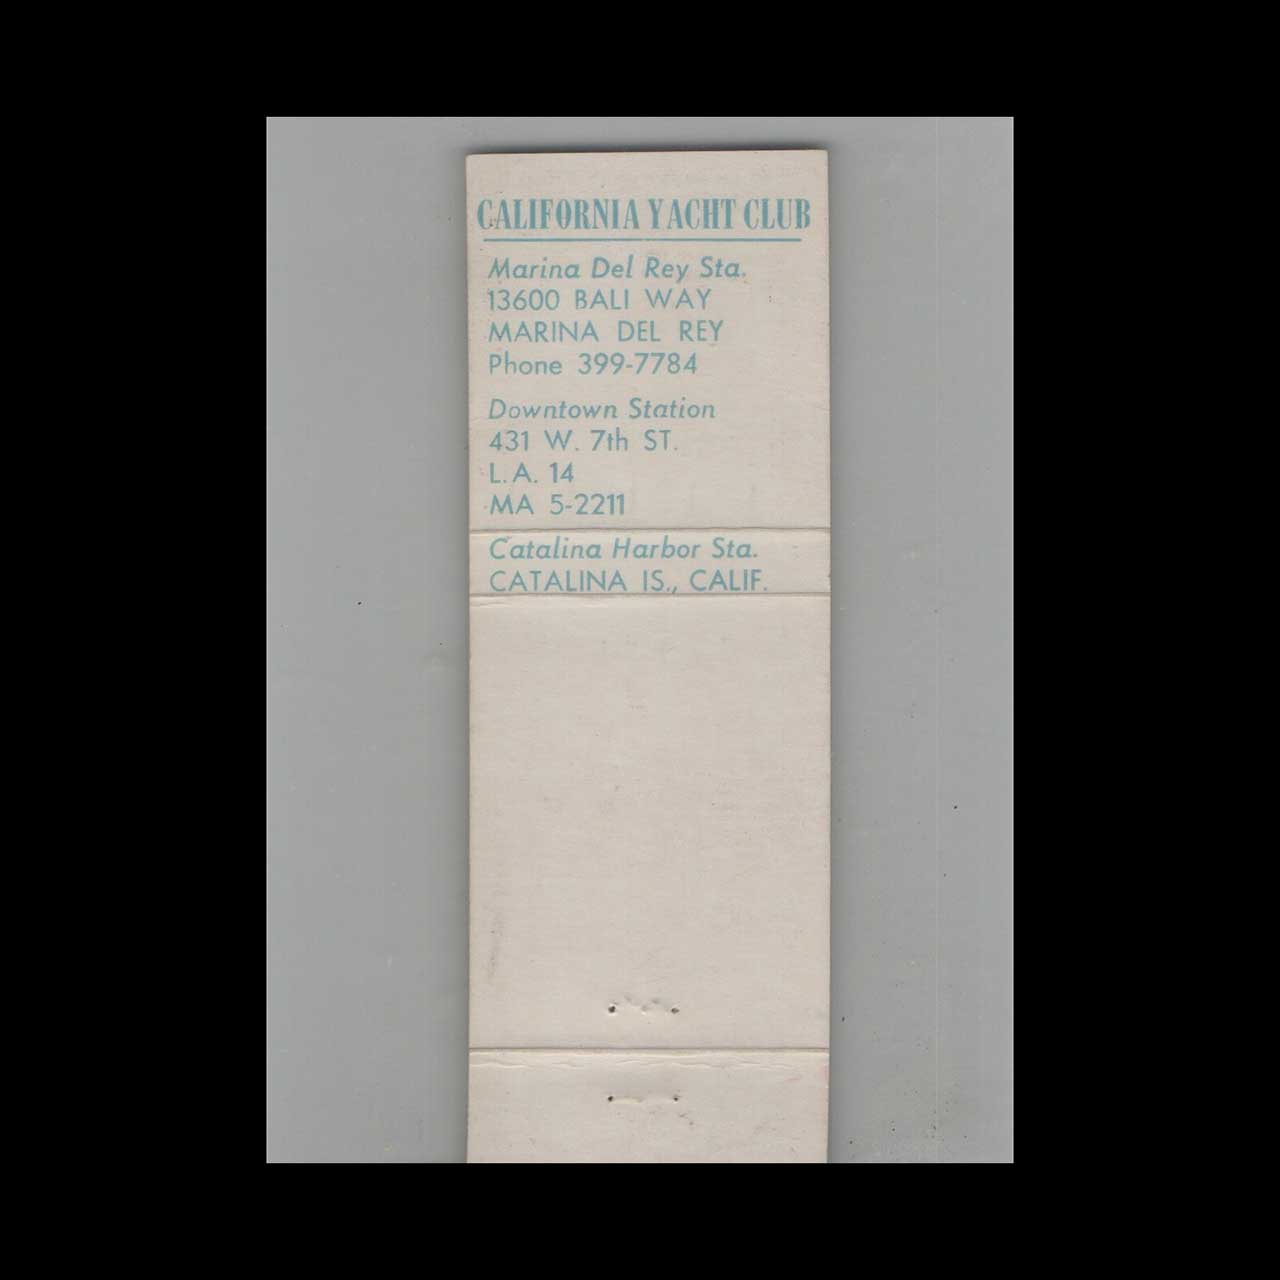 CALIFORNIA YACHT CLUB
Marina Del Rey Sta.
13600 BALI WAY
MARINA DEL REY
Phone 399-7784
Downtown Station
431 W. 7th ST.
L.A. 14
MA 5-2211
Catalina Harbor Sta.
CATALINA IS., CALIF.